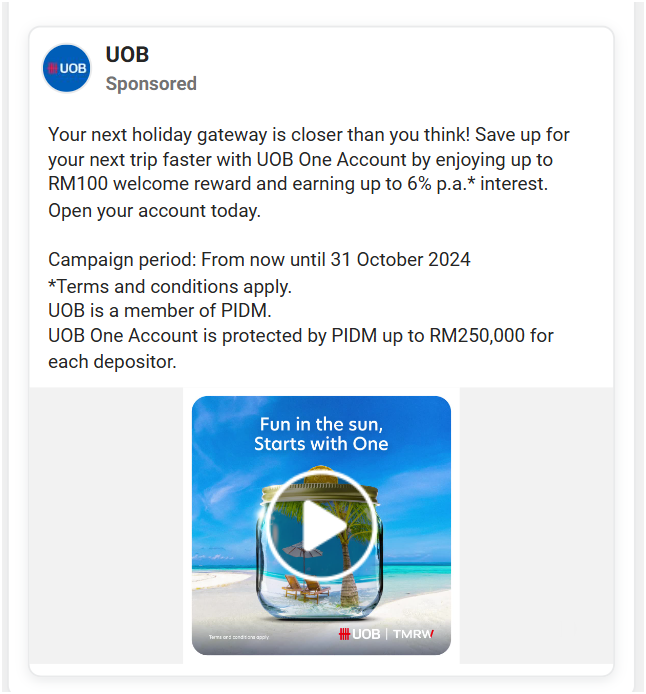 UOB
UOB
Sponsored
Your next holiday gateway is closer than you think! Save up for
your next trip faster with UOB One Account by enjoying up to
RM100 welcome reward and earning up to 6% p.a.* interest.
Open your account today.
Campaign period: From now until 31 October 2024
*Terms and conditions apply.
UOB is a member of PIDM.
UOB One Account is protected by PIDM up to RM250,000 for
each depositor.
Fun in the sun,
Starts with One
Terms and conditions apply.
UOB | TMRW